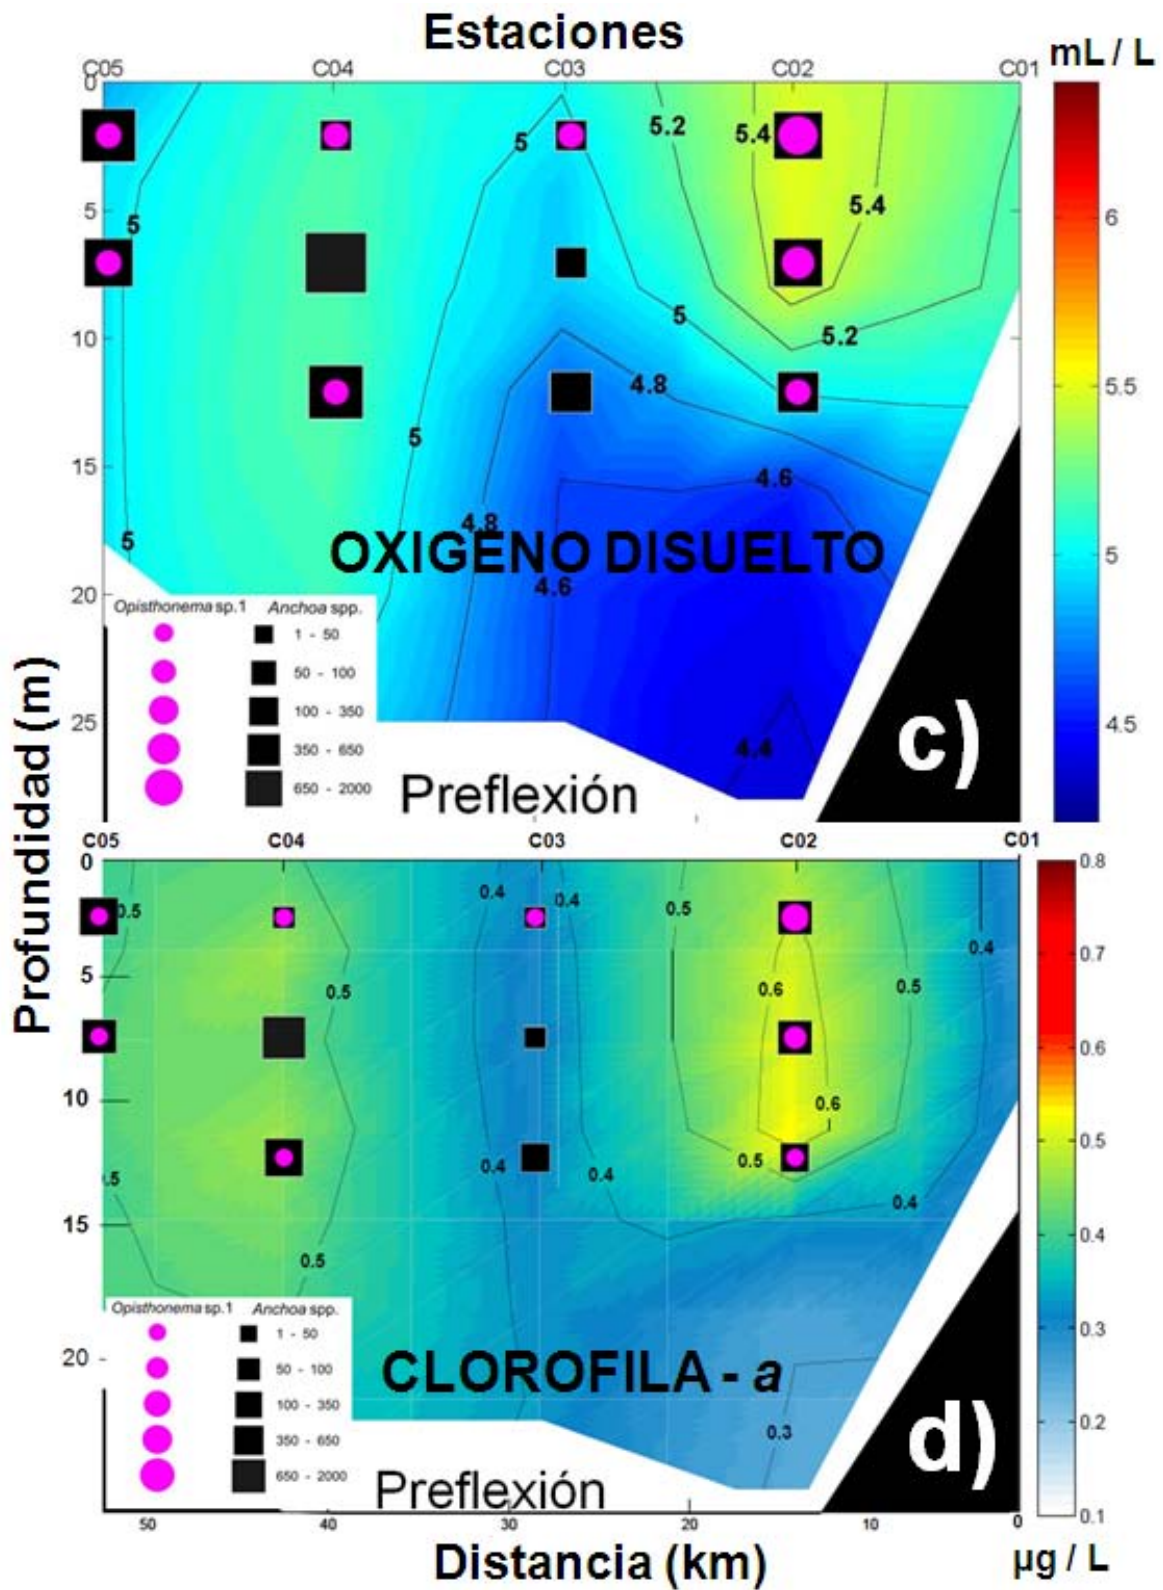 Estaciones
mL / L
C05 C04 C03 C02 C01
0
5
10
15
20
25
6
5.5
5
4.5
5
5
5
5
5
5.2
5.4
5.4
5.2
4.8
4.8
4.6
4.6
4.4
OXIGENO DISUELTO
Opisthonema sp.1 Anchoa spp.
1 - 50
50 - 100
100 - 350
350 - 650
650 - 2000
Preflexión
c)
Profundidad (m)
C05 C04 C03 C02 C01
0
5
10
15
20
0.8
0.7
0.6
0.5
0.4
0.3
0.2
0.1
0.5
0.4
0.4
0.5
0.4
0.5
0.6
0.5
0.6
0.4
0.4
0.5
0.4
.5
0.5
0.3
CLOROFILA - a
Opisthonema sp.1 Anchoa spp.
1 - 50
50 - 100
100 - 350
350 - 650
650 - 2000
Preflexión
d)
50 40 30 20 10 0
Distancia (km)
µg / L